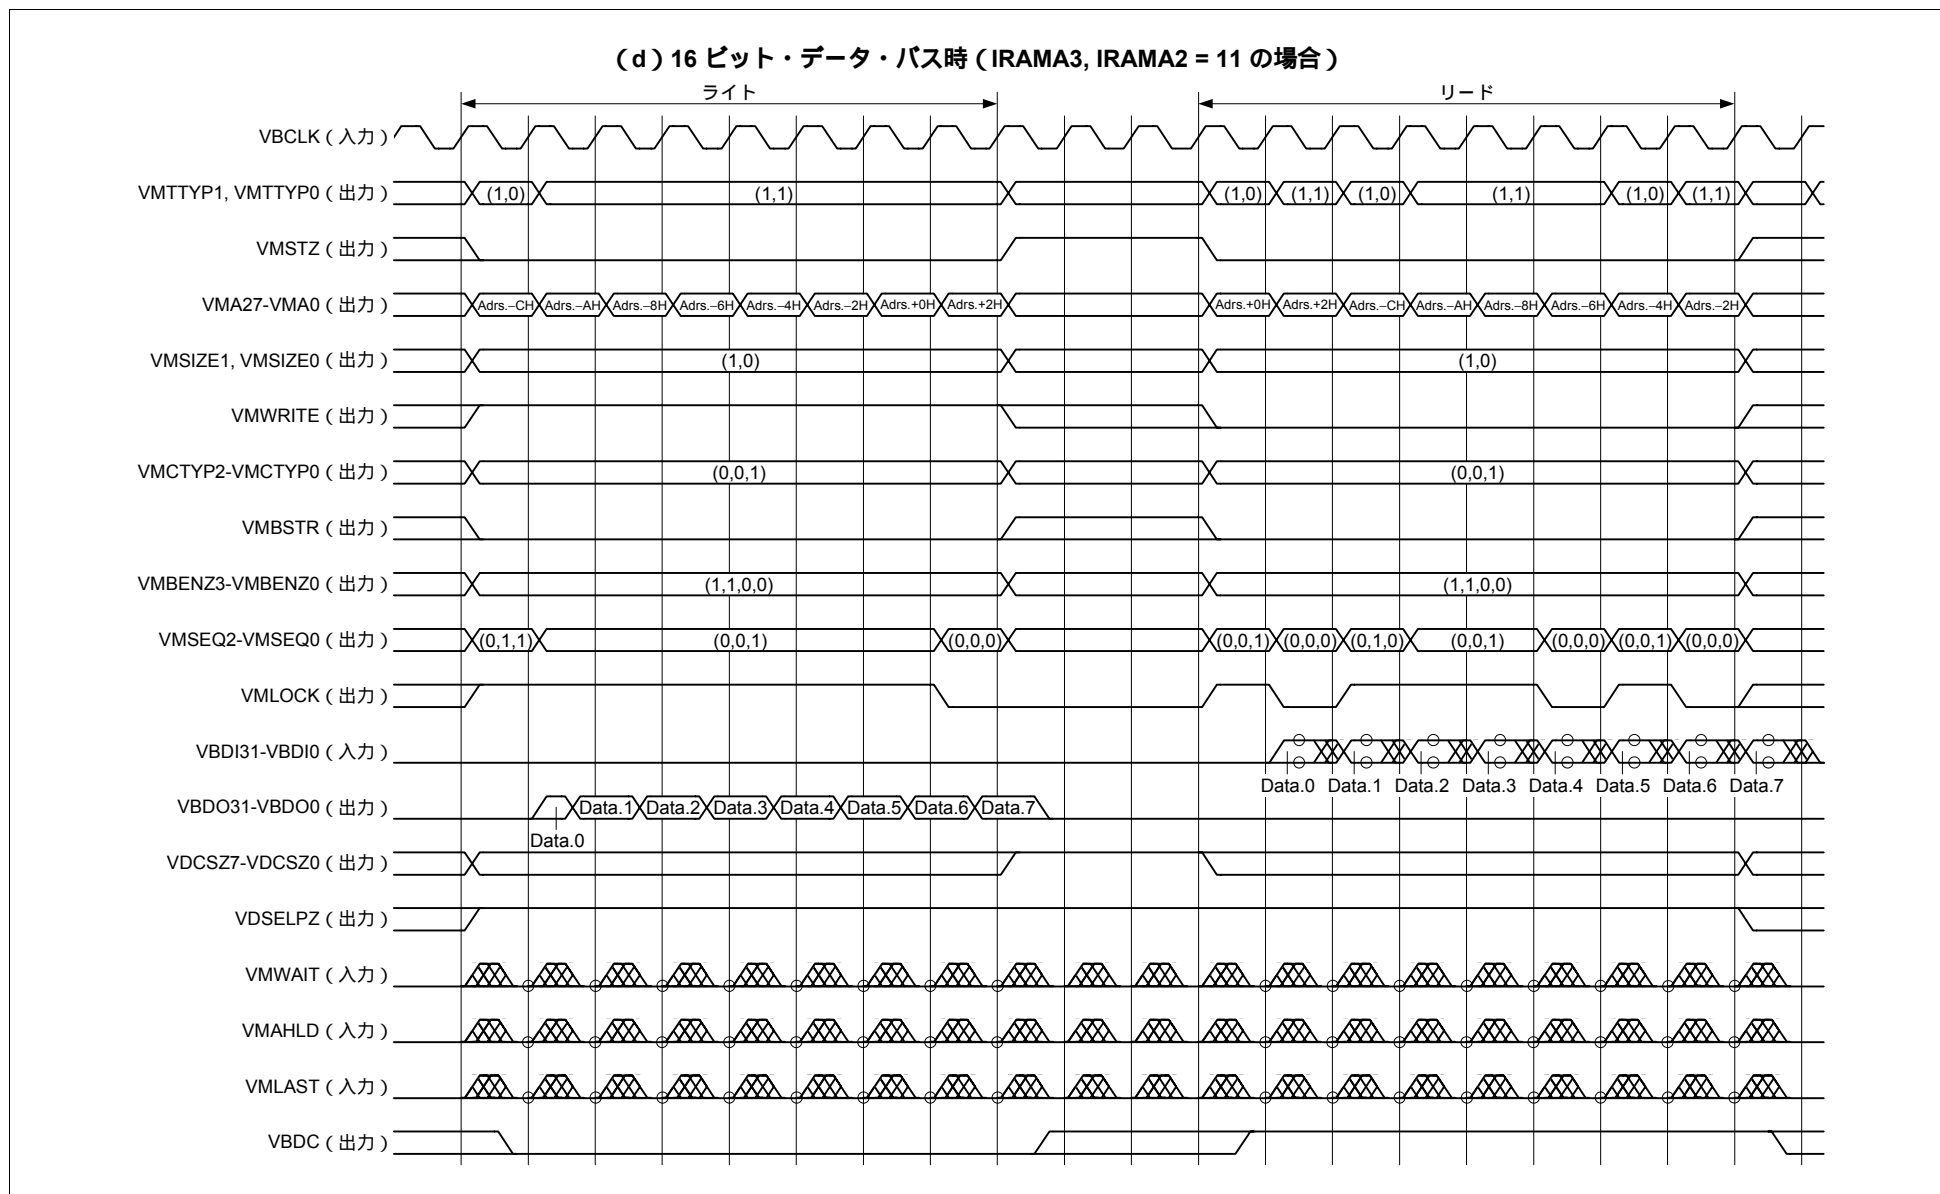 (d)16 ビット・データ・バス時(IRAMA3, IRAMA2 = 11 の場合)
ライト リード
VBCLK(入力)
VMTTYP1, VMTTYP0(出力) (1,0) (1,1) (1,0) (1,1) (1,0) (1,1) (1,0) (1,1)
VMSTZ(出力)
VMA27-VMA0(出力) Adrs.–CH Adrs.–AH Adrs.–8H Adrs.–6H Adrs.–4H Adrs.–2H Adrs.+0H Adrs.+2H Adrs.+0H Adrs.+2H Adrs.–CH Adrs.–AH Adrs.–8H Adrs.–6H Adrs.–4H Adrs.–2H
VMSIZE1, VMSIZE0(出力) (1,0) (1,0)
VMWRITE(出力)
VMCTYP2-VMCTYP0(出力) (0,0,1) (0,0,1)
VMBSTR(出力)
VMBENZ3-VMBENZ0(出力) (1,1,0,0) (1,1,0,0)
VMSEQ2-VMSEQ0(出力) (0,1,1) (0,0,1) (0,0,0) (0,0,1) (0,0,0) (0,1,0) (0,0,1) (0,0,0) (0,0,1) (0,0,0)
VMLOCK(出力)
VBDI31-VBDI0(入力)
Data.0 Data.1 Data.2 Data.3 Data.4 Data.5 Data.6 Data.7
VBDO31-VBDO0(出力) Data.1 Data.2 Data.3 Data.4 Data.5 Data.6 Data.7
Data.0
VDCSZ7-VDCSZ0(出力)
VDSELPZ(出力)
VMWAIT(入力)
VMAHLD(入力)
VMLAST(入力)
VBDC(出力)